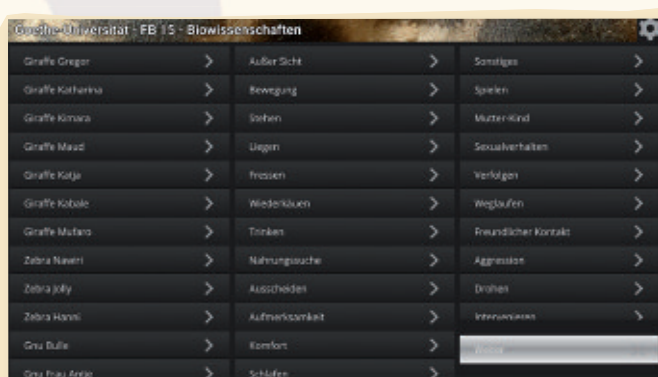 Goethe-Universität - FB 15 - Biowissenschaften
Giraffe Gregor
Giraffe Katharina
Giraffe Kimara
Giraffe Maud
Giraffe Katja
Giraffe Kabale
Giraffe Mufaro
Zebra Naweri
Zebra Jolly
Zebra Hanni
Gnu Bulle
Gnu Frau Antje
Außer Sicht
Bewegung
Stehen
Liegen
Fressen
Wiederkäuen
Trinken
Nahrungssuche
Ausscheiden
Aufmerksamkeit
Komfort
Schlafen
Sonstiges
Spielen
Mutter-Kind
Sexualverhalten
Verfolgen
Weglaufen
Freundlicher Kontakt
Aggression
Drohen
Intervenieren
Weiter